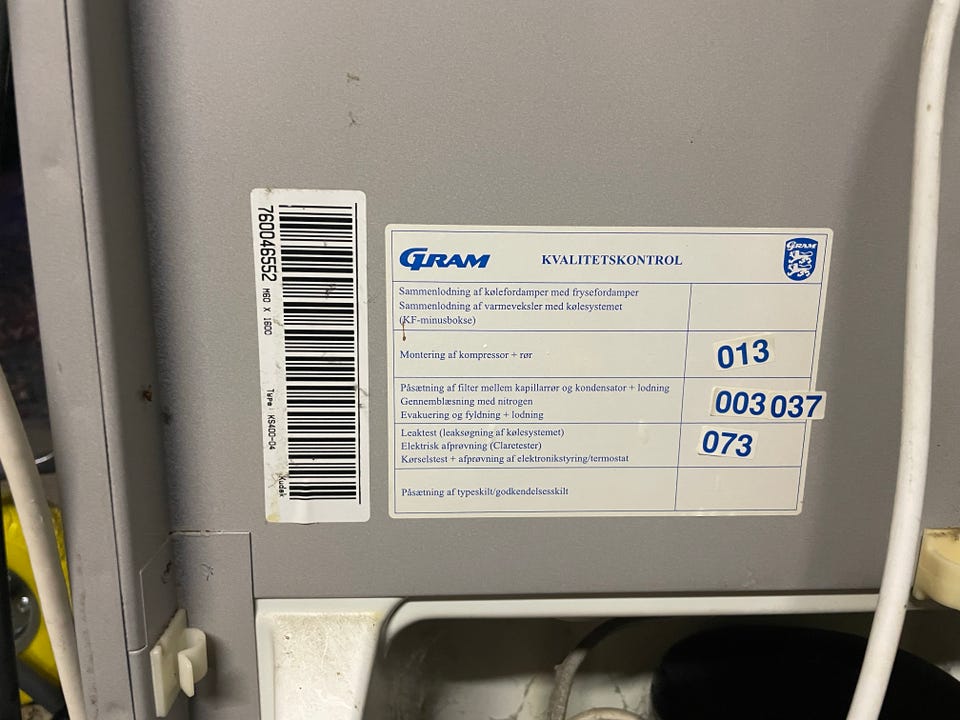 760046552 M60 X 1600
Type : KS400-04
Kudsk
GRAM
KVALITETSKONTROL
GRAM
Sammenlodning af kølefordamper med frysefordamper
Sammenlodning af varmeveksler med kølesystemet
(KF-minusbokse)
Montering af kompressor + rør
013
Påsætning af filter mellem kapillarrør og kondensator + lodning
Gennemblæsning med nitrogen
Evakuering og fyldning + lodning
003 037
Leaktest (leaksøgning af kølesystemet)
Elektrisk afprøvning (Claretester)
Kørselstest + afprøvning af elektronikstyring/termostat
073
Påsætning af typeskilt/godkendelsesskilt